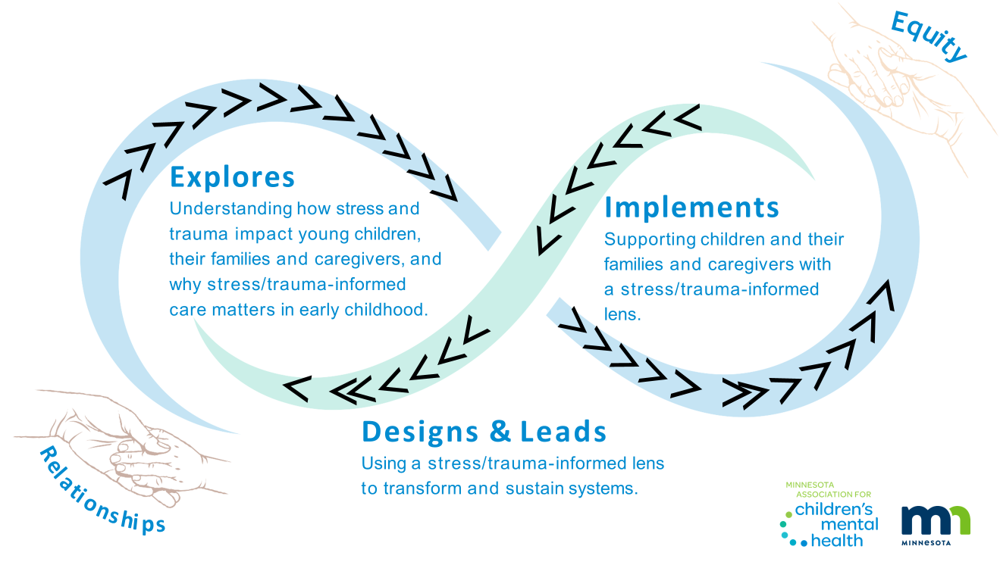 Equity
Explores
Understanding how stress and
trauma impact young children,
their families and caregivers, and
why stress/trauma-informed
care matters in early childhood.
Implements
Supporting children and their
families and caregivers with
a stress/trauma-informed
lens.
Relationships
Designs & Leads
Using a stress/trauma-informed lens
to transform and sustain systems.
MINNESOTA
ASSOCIATION FOR
children's
mental
health
mn
MINNESOTA